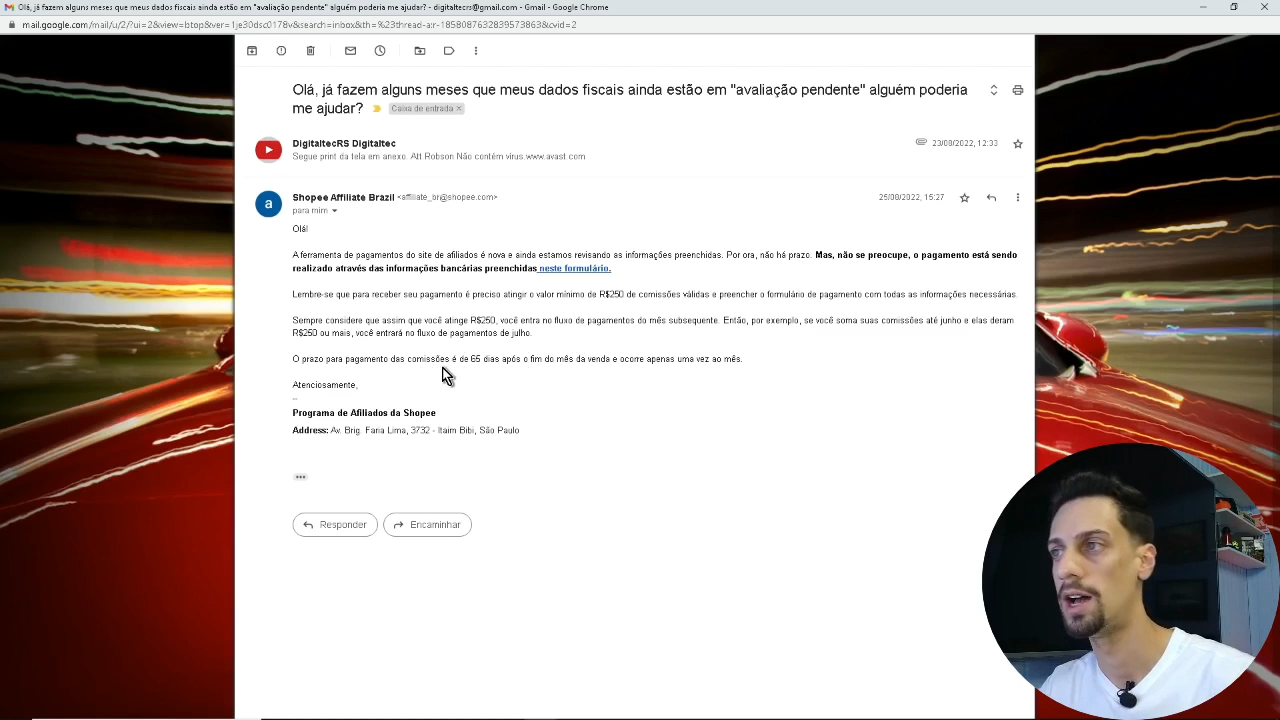 Olá, já fazem alguns meses que meus dados fiscais ainda estão em "avaliação pendente" alguém poderia me ajudar? - digitaltecrs@gmail.com - Gmail - Google Chrome
mail.google.com/mail/u/2/?ui=2&view=btop&ver=1je30dsc0178v&search=inbox&th=%23thread-a:r-1858087632839573863&cvid=2
Olá, já fazem alguns meses que meus dados fiscais ainda estão em "avaliação pendente" alguém poderia
me ajudar? Caixa de entrada ×
DigitaltecRS Digitaltec 23/08/2022, 12:33
Segue print da tela em anexo. Att Robson Não contém vírus.www.avast.com
Shopee Affiliate Brazil <affiliate_br@shopee.com> 25/08/2022, 15:27
para mim
a
Olá!
A ferramenta de pagamentos do site de afiliados é nova e ainda estamos revisando as informações preenchidas. Por ora, não há prazo. Mas, não se preocupe, o pagamento está sendo
realizado através das informações bancárias preenchidas neste formulário.
Lembre-se que para receber seu pagamento é preciso atingir o valor mínimo de R$250 de comissões válidas e preencher o formulário de pagamento com todas as informações necessárias.
Sempre considere que assim que você atinge R$250, você entra no fluxo de pagamentos do mês subsequente. Então, por exemplo, se você soma suas comissões até junho e elas deram
R$250 ou mais, você entrará no fluxo de pagamentos de julho.
O prazo para pagamento das comissões é de 65 dias após o fim do mês da venda e ocorre apenas uma vez ao mês.
Atenciosamente,
--
Programa de Afiliados da Shopee
Address: Av. Brig. Faria Lima, 3732 - Itaim Bibi, São Paulo
Responder Encaminhar